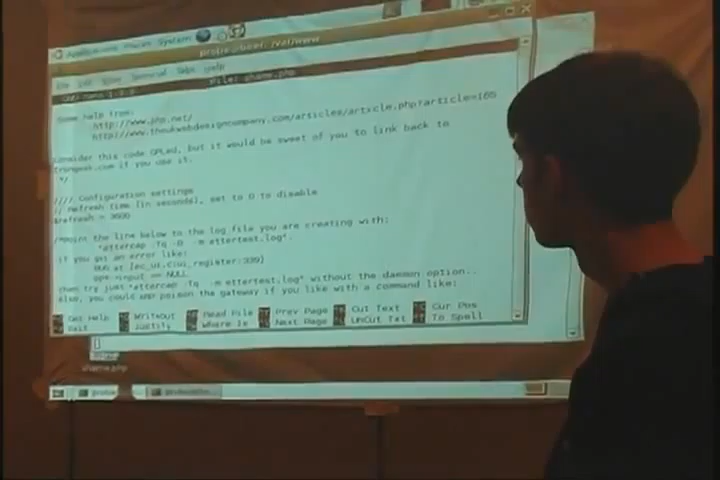 Applications Places System
File: shame.php
Some help from:
http://www.php.net/
http://www.theukwebdesigncompany.com/articles/article.php?article=165
Consider this code GPLed, but it would be sweet of you to link back to
Irongeek.com if you use it.
*/
//// Configuration settings
// Refresh time (in seconds), set to 0 to disable
$refresh = 3600
/*Point the line below to the log file you are creating with:
"ettercap -Tq -D -m ettertest.log".
if you get an error like:
BUG at [ec_ui.c:ui_register:339]
ops->input == NULL
then try just "ettercap -Tq -m ettertest.log" without the daemon option..
also, you could ARP poison the gateway if you like with a command like:
Get Help WriteOut Read File Prev Page Cut Text Cur Pos
Exit Justify Where Is Next Page UnCut Txt To Spell
shame.php